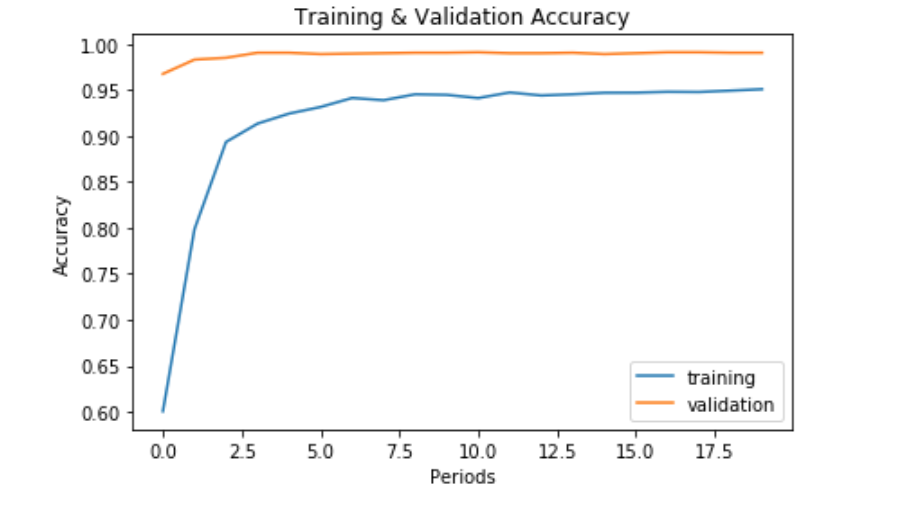 Training & Validation Accuracy
1.00
0.95
0.90
0.85
0.80
0.75
0.70
0.65
0.60
Accuracy
training
validation
0.0 2.5 5.0 7.5 10.0 12.5 15.0 17.5
Periods